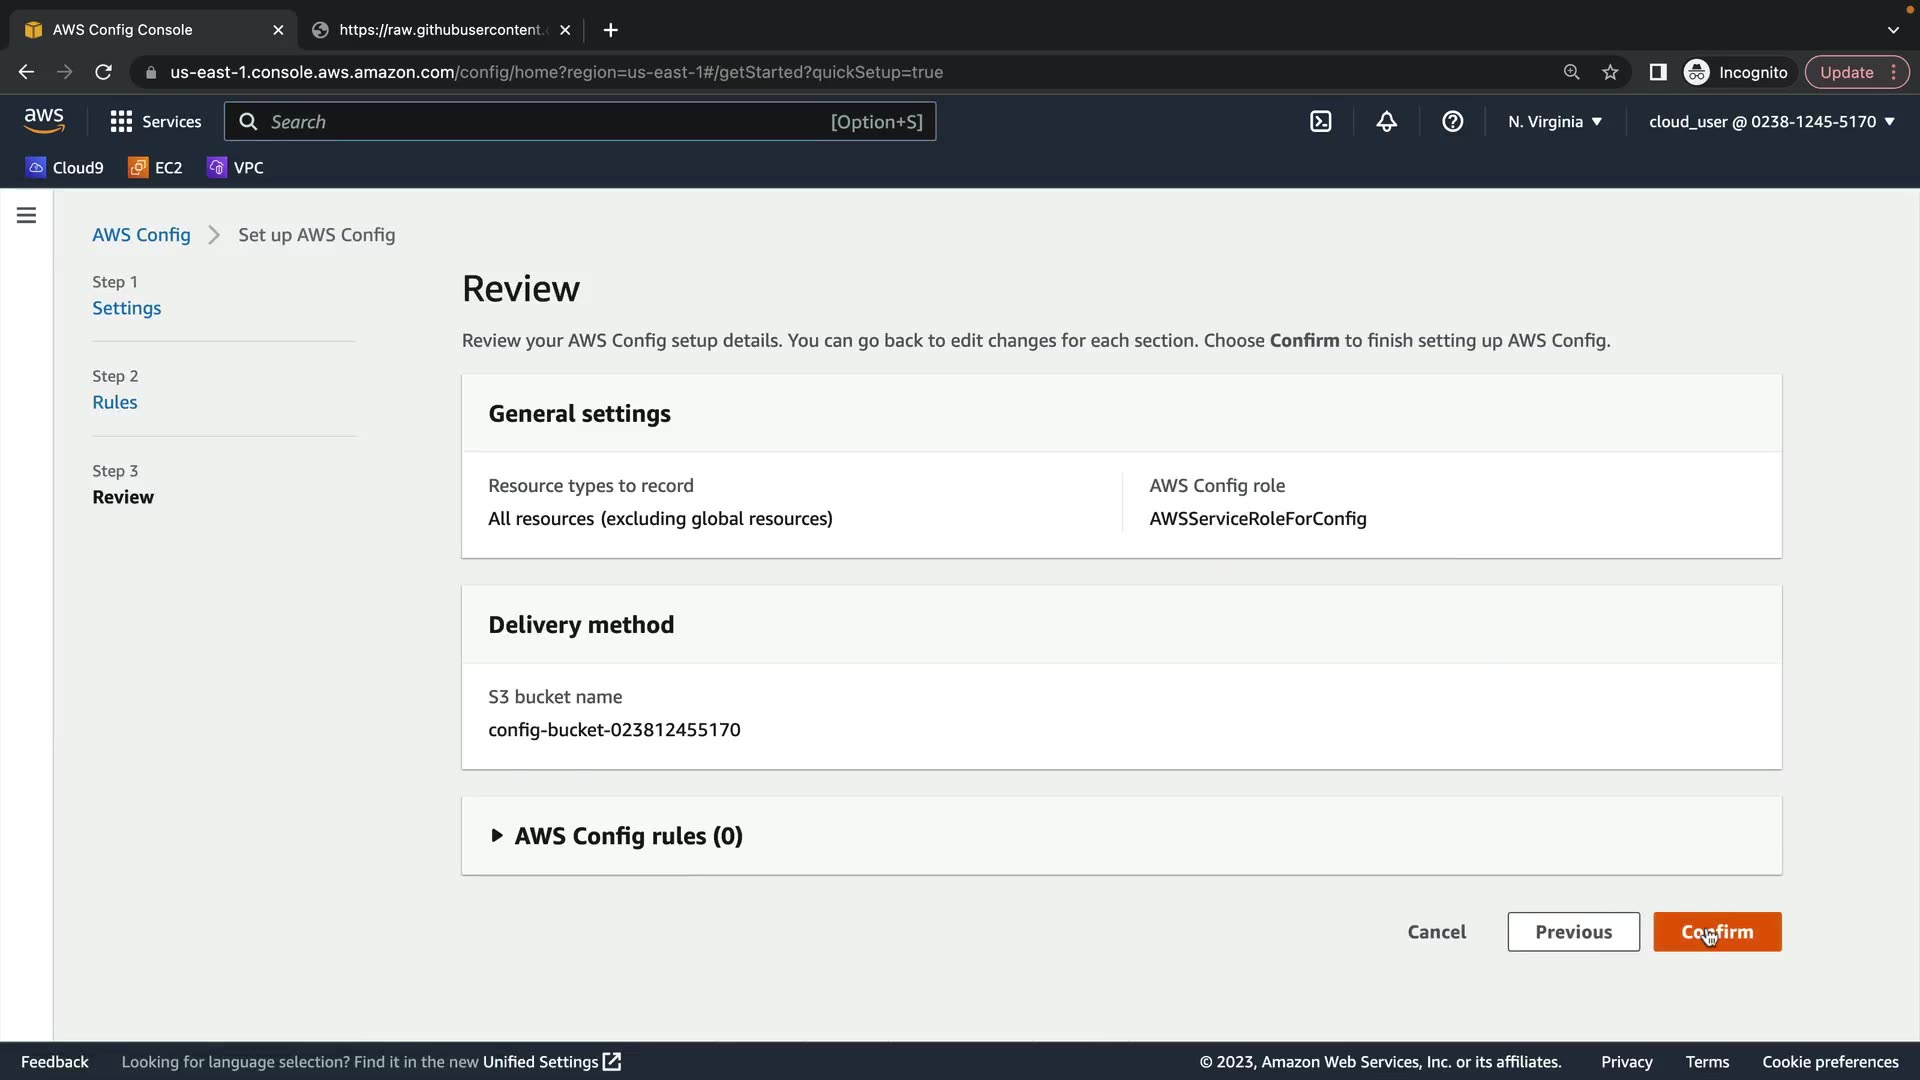 AWS Config Console
https://raw.githubusercontent.
us-east-1.console.aws.amazon.com/config/home?region=us-east-1#/getStarted?quickSetup=true
Incognito
Update
aws
Services
Search
[Option+S]
N. Virginia
cloud_user @ 0238-1245-5170
Cloud9
EC2
VPC
AWS Config
Set up AWS Config
Step 1
Settings
Step 2
Rules
Step 3
Review
Review
Review your AWS Config setup details. You can go back to edit changes for each section. Choose Confirm to finish setting up AWS Config.
General settings
Resource types to record
All resources (excluding global resources)
AWS Config role
AWSServiceRoleForConfig
Delivery method
S3 bucket name
config-bucket-023812455170
AWS Config rules (0)
Cancel
Previous
Confirm
Feedback
Looking for language selection? Find it in the new Unified Settings
© 2023, Amazon Web Services, Inc. or its affiliates.
Privacy
Terms
Cookie preferences